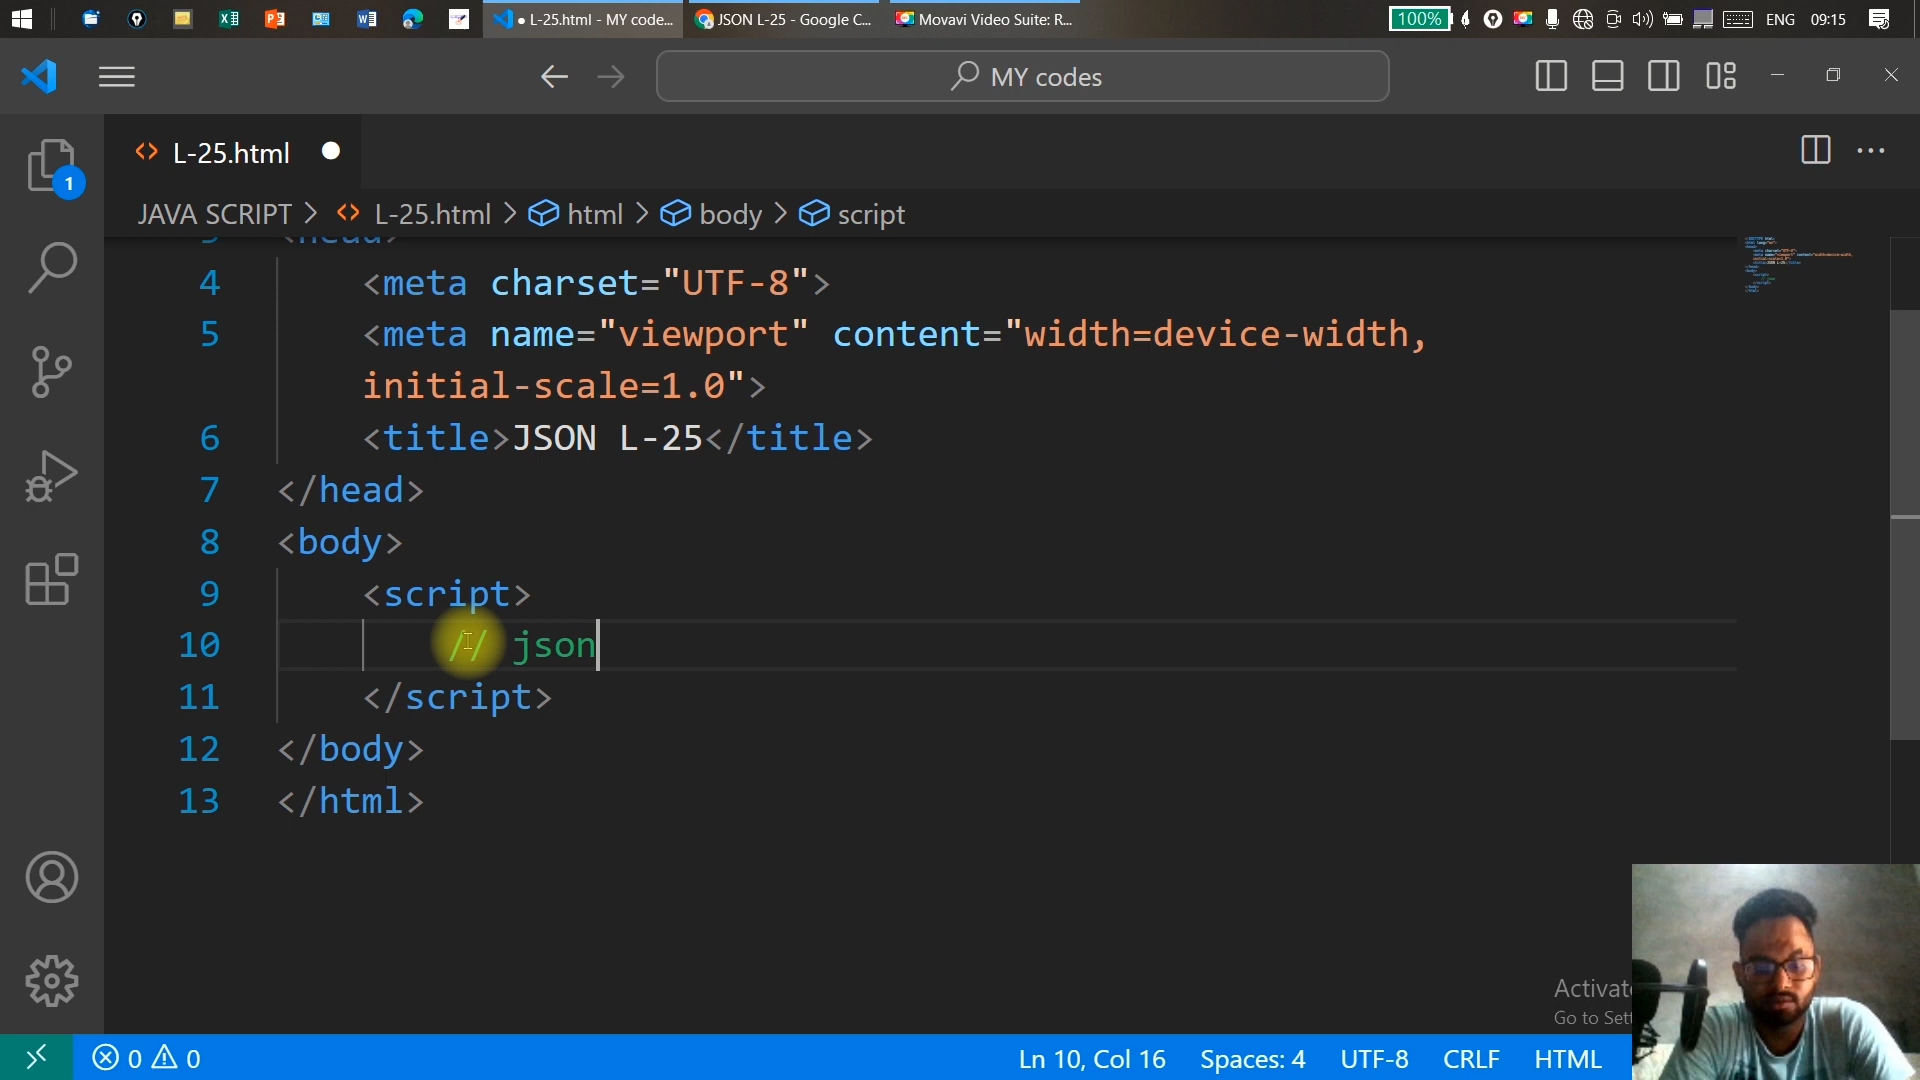 L-25.html - MY code...
JSON L-25 - Google C...
Movavi Video Suite: R...
100%
ENG
09:15
MY codes
1
L-25.html
JAVA SCRIPT > L-25.html > html > body > script
4 <meta charset="UTF-8">
5 <meta name="viewport" content="width=device-width,
initial-scale=1.0">
6 <title>JSON L-25</title>
7 </head>
8 <body>
9 <script>
10 // json
11 </script>
12 </body>
13 </html>
Go to
0 0
Ln 10, Col 16
Spaces: 4
UTF-8
CRLF
HTML